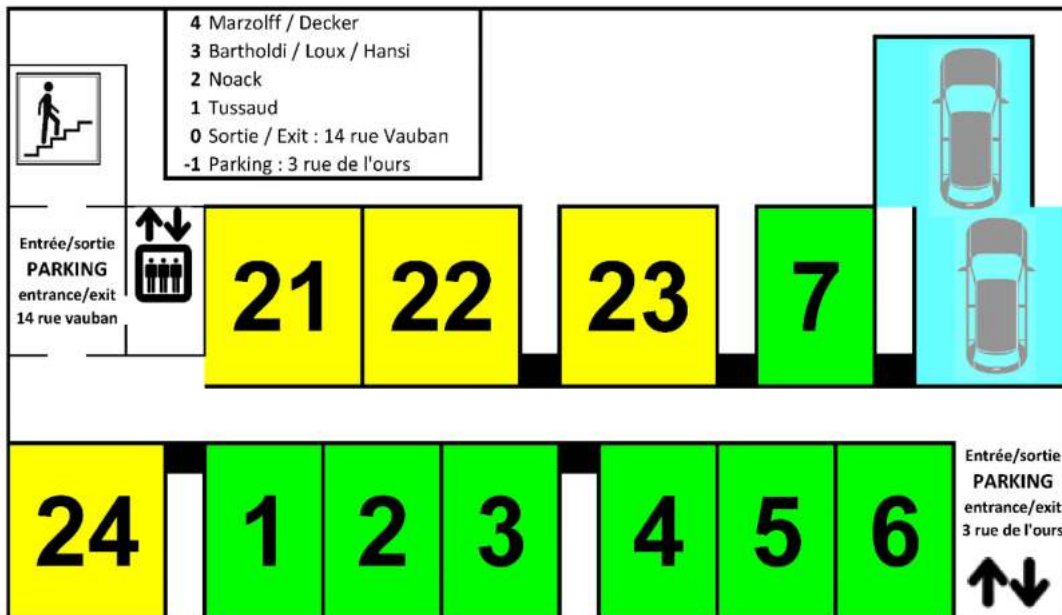 4 Marzolff / Decker
3 Bartholdi / Loux / Hansi
2 Noack
1 Tussaud
0 Sortie / Exit : 14 rue Vauban
-1 Parking : 3 rue de l'ours
Entrée/sortie
PARKING
entrance/exit
14 rue vauban
21
22
23
7
24
1
2
3
4
5
6
Entrée/sortie
PARKING
entrance/exit
3 rue de l'ours